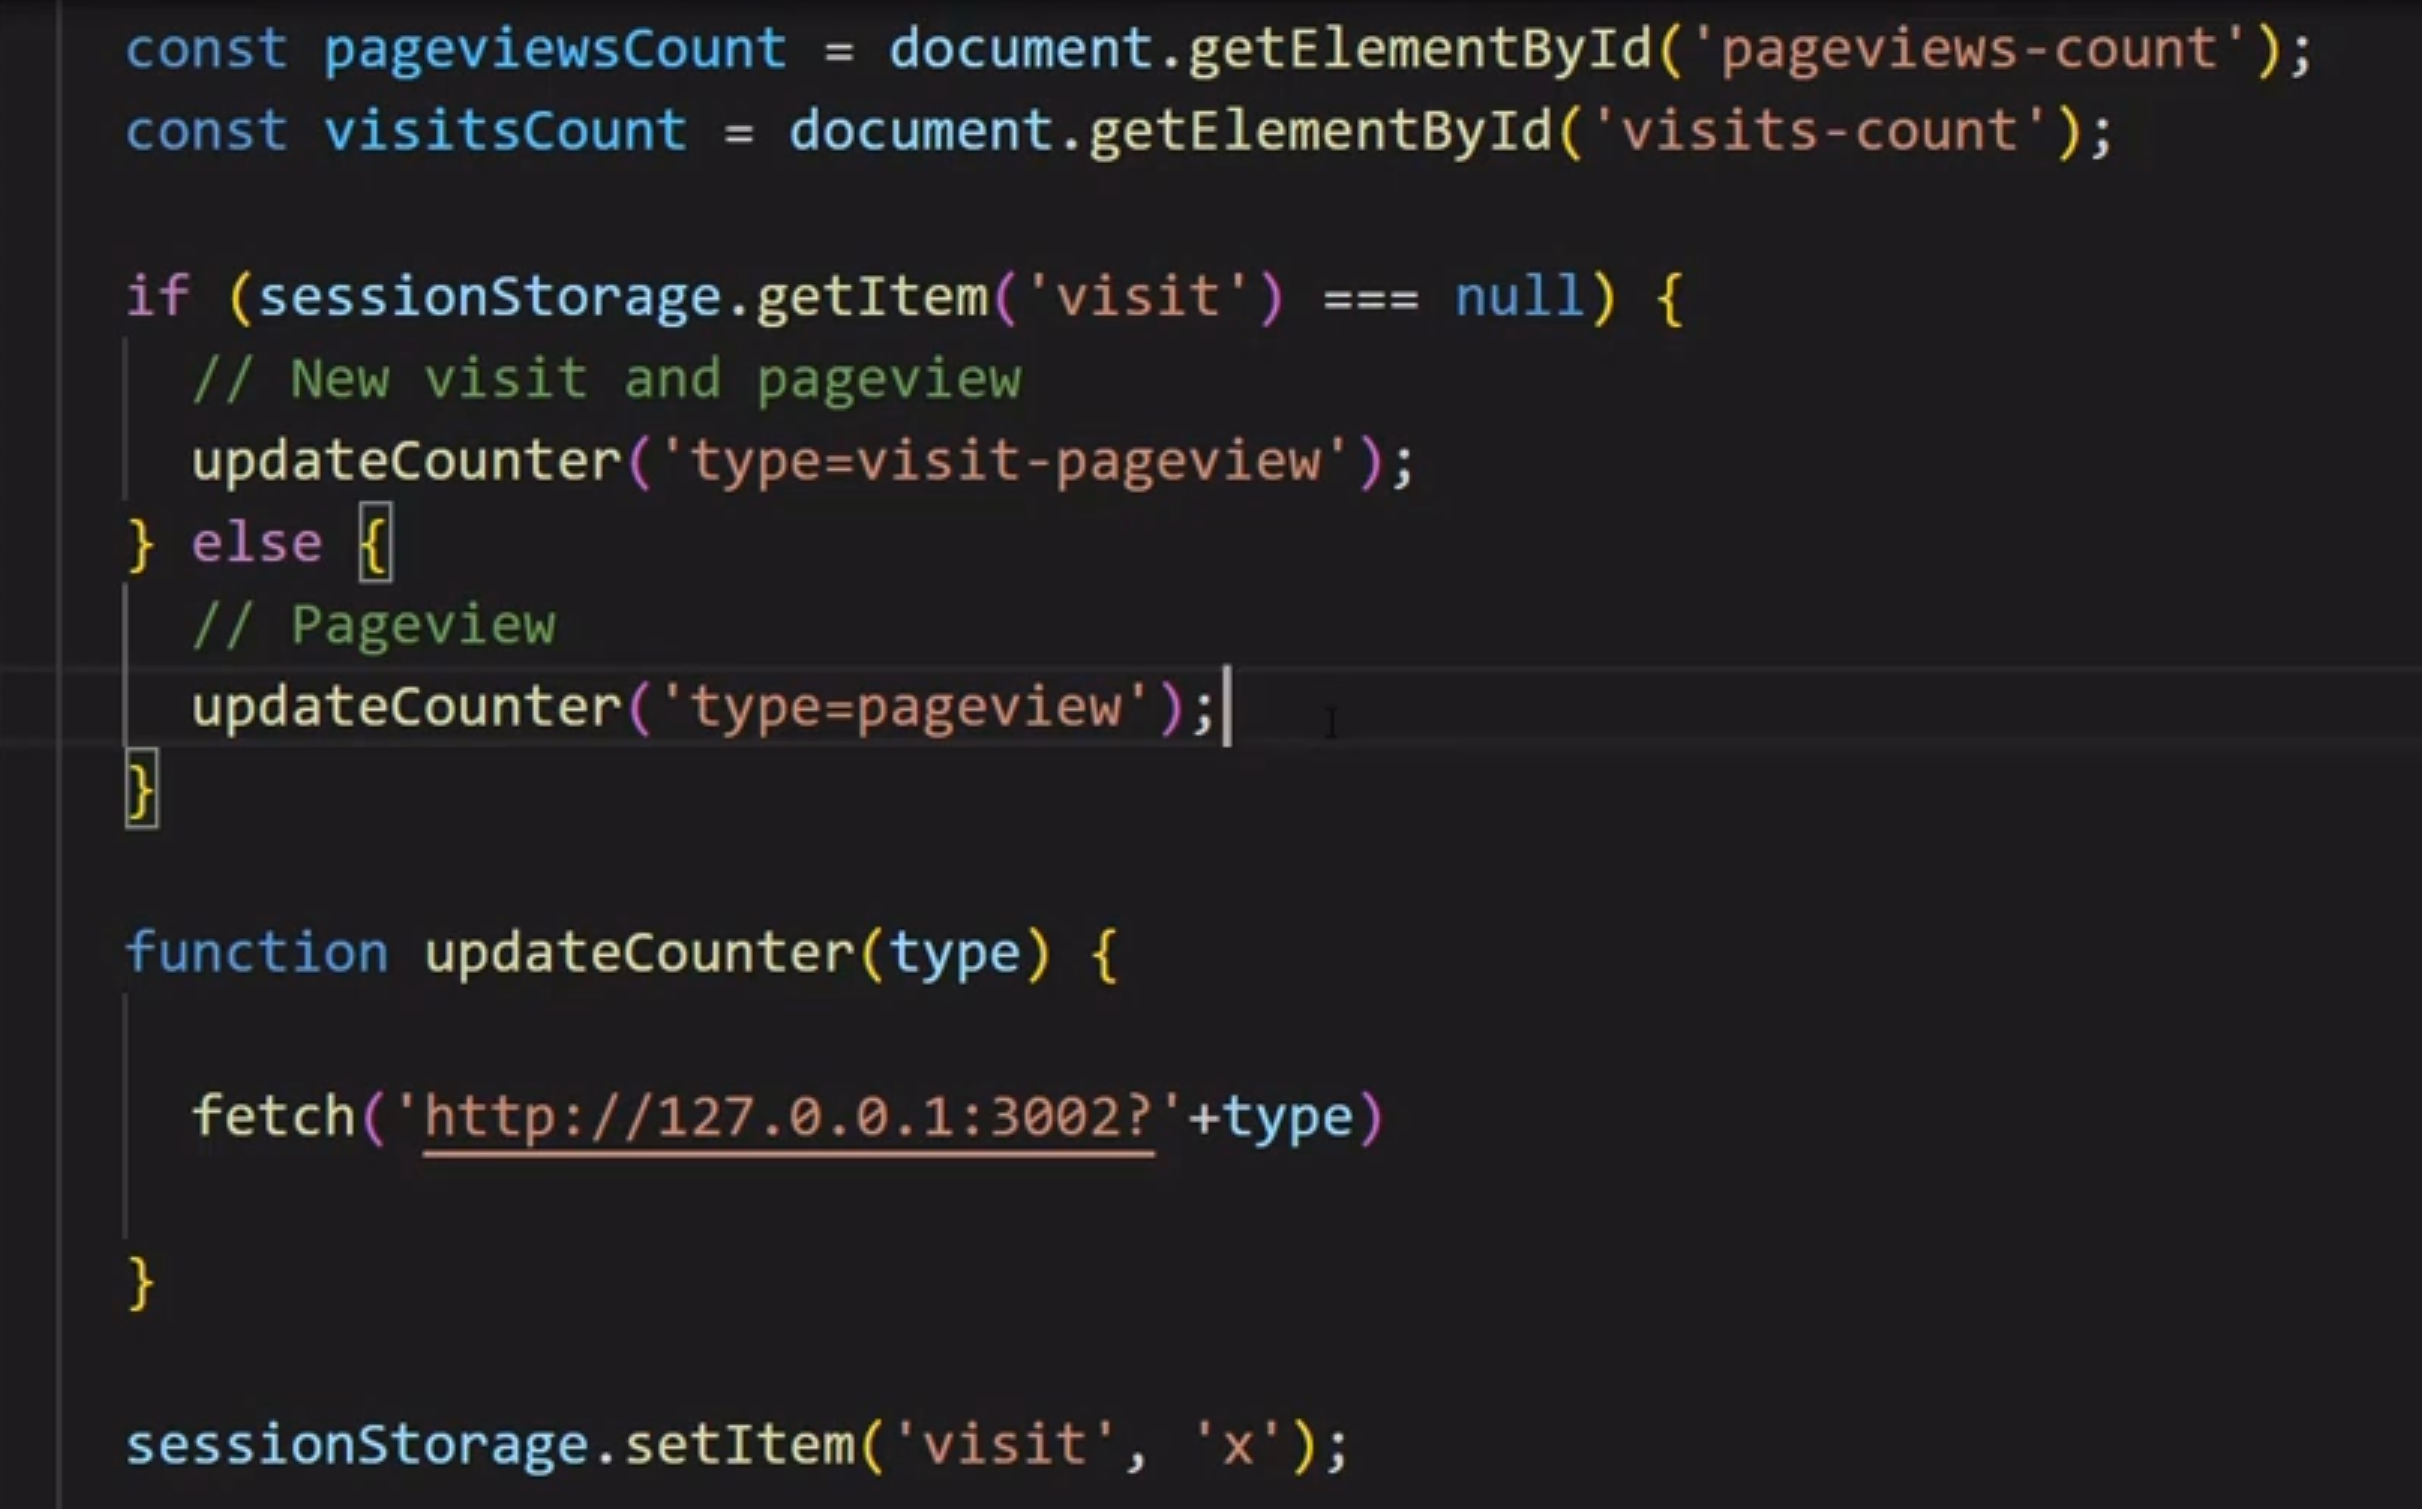 const pageviewsCount = document.getElementById('pageviews-count');
const visitsCount = document.getElementById('visits-count');
if (sessionStorage.getItem('visit') === null) {
// New visit and pageview
updateCounter('type=visit-pageview');
} else {
// Pageview
updateCounter('type=pageview');
}
function updateCounter(type) {
fetch('http://127.0.0.1:3002?'+type)
}
sessionStorage.setItem('visit', 'x');